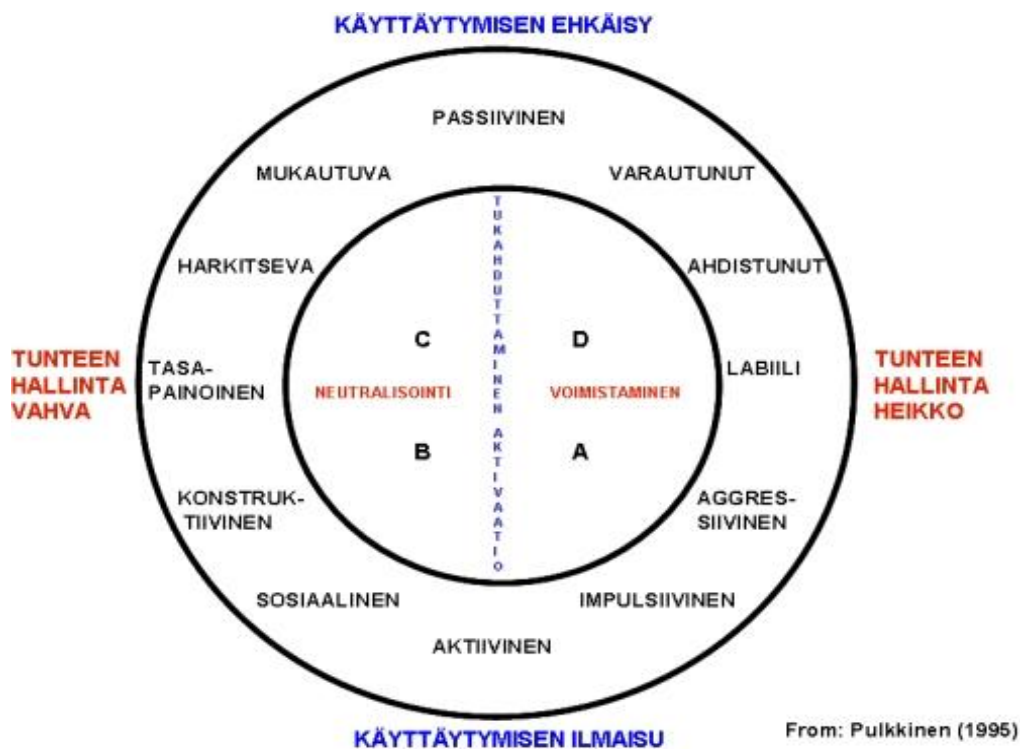 KÄYTTÄYTYMISEN EHKÄISY
PASSIIVINEN
MUKAUTUVA
VARAUTUNUT
HARKITSEVA
AHDISTUNUT
TUKAHDUTTAMINEN AKTIVAATIO
C
D
TUNTEEN
HALLINTA
VAHVA
TASA-
PAINOINEN
NEUTRALISOINTI
VOIMISTAMINEN
LABIILI
TUNTEEN
HALLINTA
HEIKKO
B
A
KONSTRUK-
TIIVINEN
AGGRES-
SIIVINEN
SOSIAALINEN
IMPULSIIVINEN
AKTIIVINEN
KÄYTTÄYTYMISEN ILMAISU
From: Pulkkinen (1995)